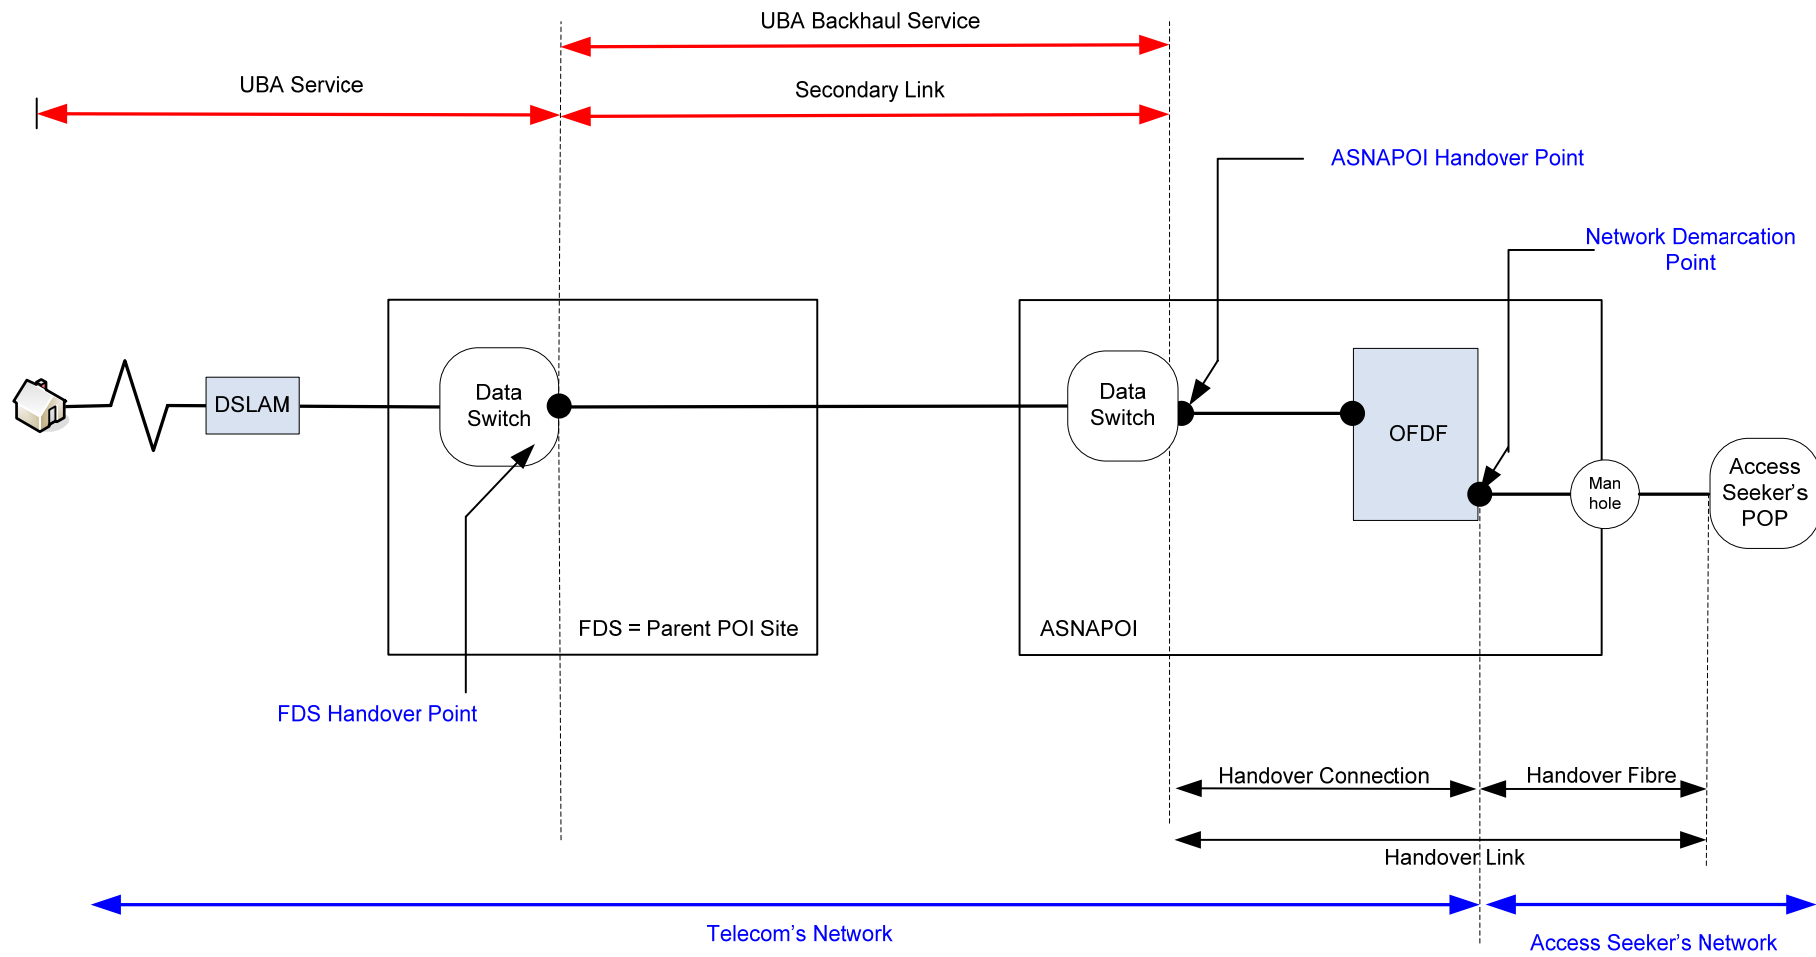 UBA Backhaul Service
UBA Service
Secondary Link
ASNAPOI Handover Point
Network Demarcation
Point
DSLAM
Data
Switch
Data
Switch
OFDF
Man
hole
Access
Seeker's
POP
FDS = Parent POI Site
ASNAPOI
FDS Handover Point
Handover Connection
Handover Fibre
Handover Link
Telecom's Network
Access Seeker's Network